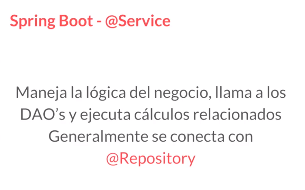 Spring Boot - @Service
Maneja la lógica del negocio, llama a los
DAO's y ejecuta cálculos relacionados
Generalmente se conecta con
@Repository